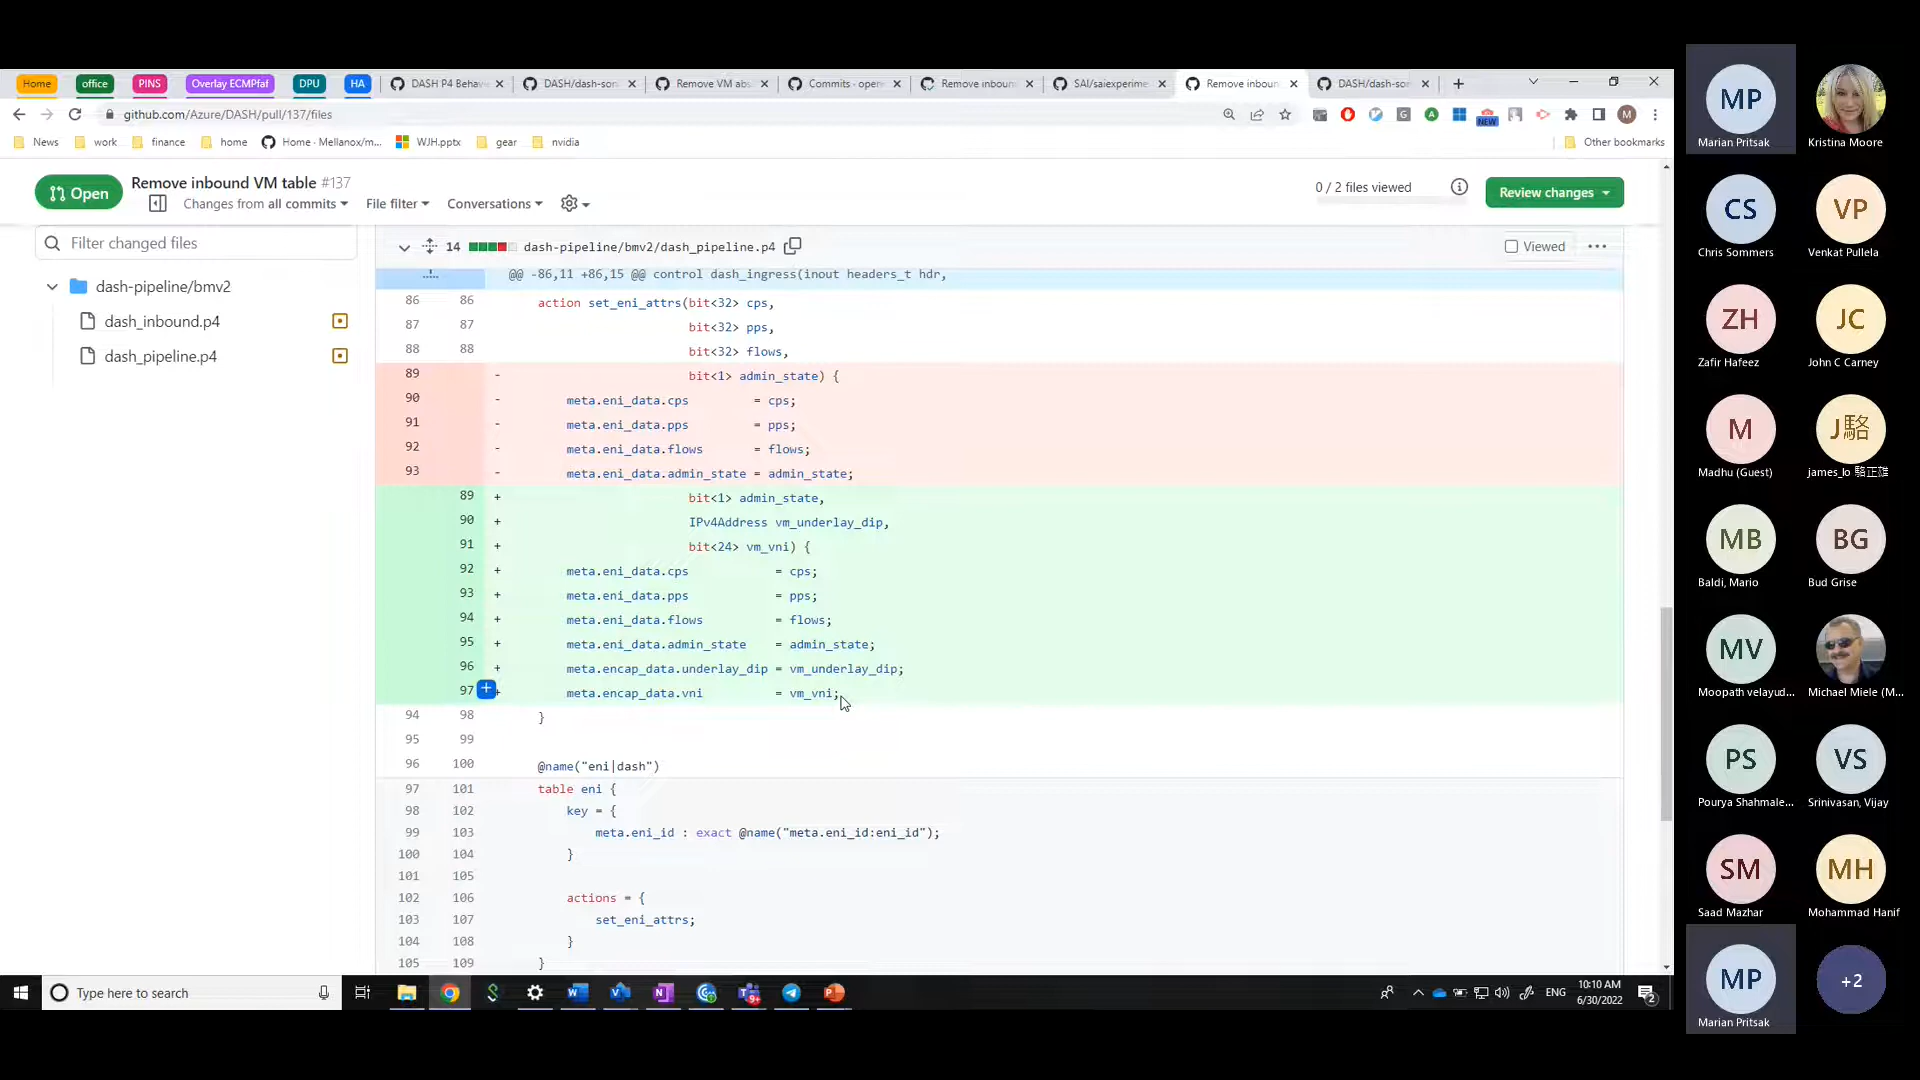 Home
office
PINS
Overlay ECMPfaf
DPU
HA
DASH P4 Behavi
DASH/dash-son
Remove VM abs
Commits · open
Remove inboun
SAI/saiexperime
Remove inboun
DASH/dash-son
github.com/Azure/DASH/pull/137/files
NEW
M
News
work
finance
home
Home - Mellanox/m...
WJH.pptx
gear
nvidia
Other bookmarks
Open
Remove inbound VM table #137
Changes from all commits
File filter
Conversations
0 / 2 files viewed
Review changes
Filter changed files
dash-pipeline/bmv2
dash_inbound.p4
dash_pipeline.p4
14 dash-pipeline/bmv2/dash_pipeline.p4
Viewed
@@ -86,11 +86,15 @@ control dash_ingress(inout headers_t hdr,
86 86 action set_eni_attrs(bit<32> cps,
87 87 bit<32> pps,
88 88 bit<32> flows,
89 - bit<1> admin_state) {
90 - meta.eni_data.cps = cps;
91 - meta.eni_data.pps = pps;
92 - meta.eni_data.flows = flows;
93 - meta.eni_data.admin_state = admin_state;
89 + bit<1> admin_state,
90 + IPv4Address vm_underlay_dip,
91 + bit<24> vm_vni) {
92 + meta.eni_data.cps = cps;
93 + meta.eni_data.pps = pps;
94 + meta.eni_data.flows = flows;
95 + meta.eni_data.admin_state = admin_state;
96 + meta.encap_data.underlay_dip = vm_underlay_dip;
97 + meta.encap_data.vni = vm_vni;
94 98 }
95 99
96 100 @name("eni|dash")
97 101 table eni {
98 102 key = {
99 103 meta.eni_id : exact @name("meta.eni_id:eni_id");
100 104 }
101 105
102 106 actions = {
103 107 set_eni_attrs;
104 108 }
105 109 }
Type here to search
ENG
10:10 AM
6/30/2022
2
MP
Marian Pritsak
Kristina Moore
CS
Chris Sommers
VP
Venkat Pullela
ZH
Zafir Hafeez
JC
John C Carney
M
Madhu (Guest)
J駱
james_lo 駱正雄
MB
Baldi, Mario
BG
Bud Grise
MV
Moopath velayud...
Michael Miele (M...
PS
Pourya Shahmale...
VS
Srinivasan, Vijay
SM
Saad Mazhar
MH
Mohammad Hanif
MP
Marian Pritsak
+2